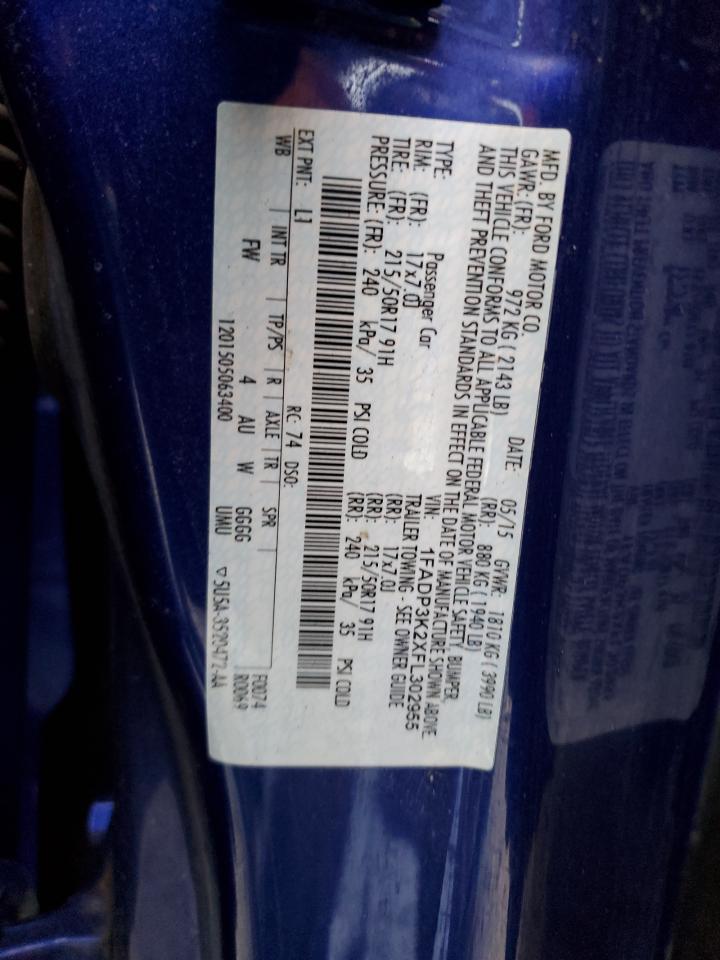 MFD. BY FORD MOTOR CO.
DATE: 05/15 GVWR: 1810 KG ( 3990 LB)
GAWR: (FR): 972 KG ( 2143 LB) (RR): 880 KG ( 1940 LB)
THIS VEHICLE CONFORMS TO ALL APPLICABLE FEDERAL MOTOR VEHICLE SAFETY, BUMPER,
AND THEFT PREVENTION STANDARDS IN EFFECT ON THE DATE OF MANUFACTURE SHOWN ABOVE.
VIN: 1FADP3K2XFL302955
TYPE: Passenger Car TRAILER TOWING - SEE OWNER GUIDE
RIM: (FR): 17x7.0J (RR): 17x7.0J
TIRE: (FR): 215/50R17 91H (RR): 215/50R17 91H
PRESSURE: (FR): 240 kPa/ 35 PSI COLD (RR): 240 kPa/ 35 PSI COLD
EXT PNT: L1 RC: 74 DSO: F0074
WB | INT TR | TP/PS | R | AXLE | TR | SPR | R0069
FW 4 AU W GGGG
1201505063400 UMU ▽ 5U5A-3520472-AA